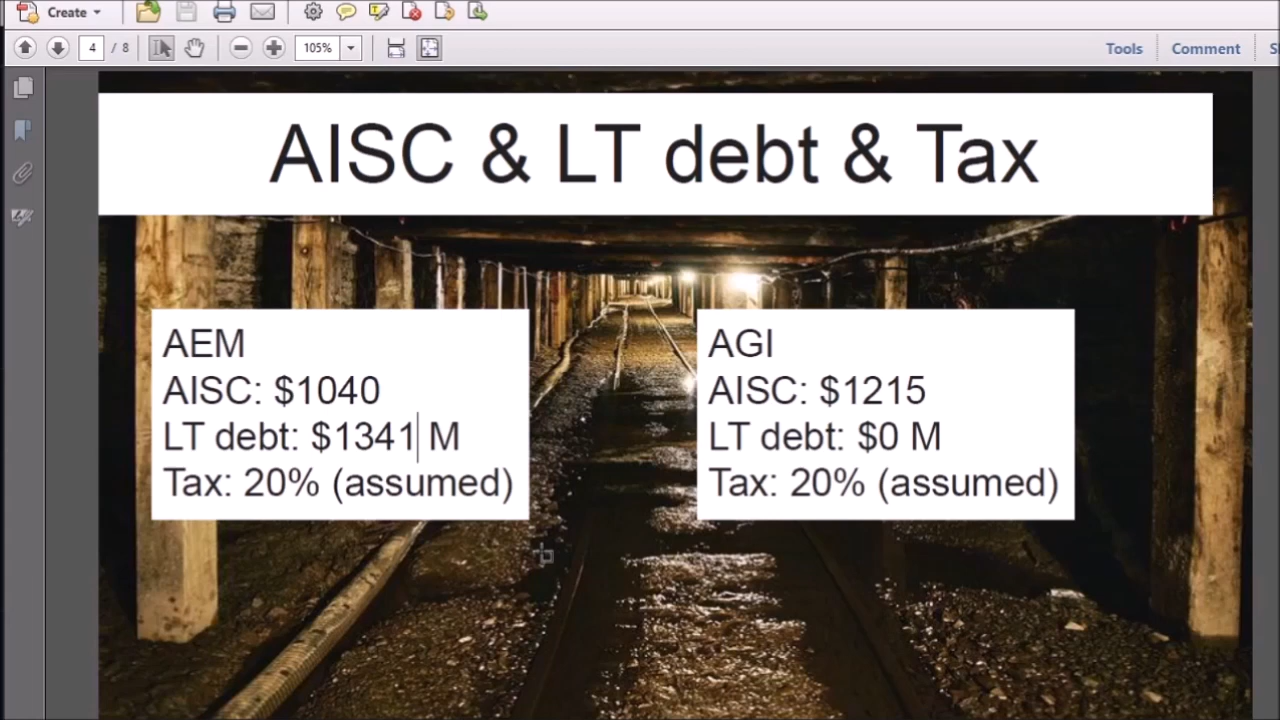 Create
4 / 8
105%
Tools
Comment
S
AISC & LT debt & Tax
AEM
AISC: $1040
LT debt: $1341 M
Tax: 20% (assumed)
AGI
AISC: $1215
LT debt: $0 M
Tax: 20% (assumed)